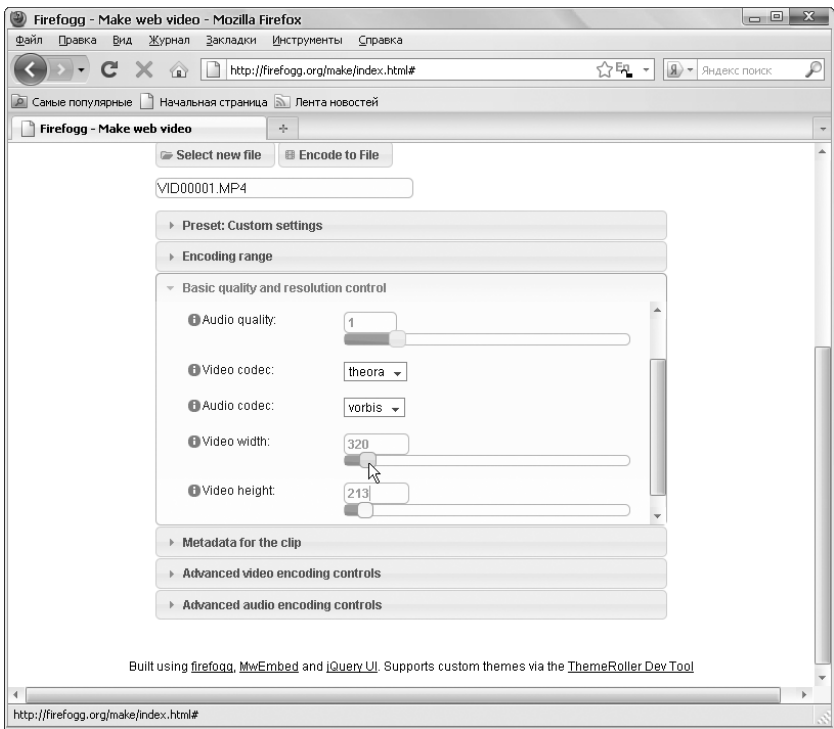 Firefogg - Make web video - Mozilla Firefox
Файл Правка Вид Журнал Закладки Инструменты Справка
http://firefogg.org/make/index.html# Яндекс поиск
Самые популярные Начальная страница Лента новостей
Firefogg - Make web video
Select new file Encode to File
VID00001.MP4
Preset: Custom settings
Encoding range
Basic quality and resolution control
Audio quality: 1
Video codec: theora
Audio codec: vorbis
Video width: 320
Video height: 213
Metadata for the clip
Advanced video encoding controls
Advanced audio encoding controls
Built using firefogg, MwEmbed and jQuery UI. Supports custom themes via the ThemeRoller Dev Tool
http://firefogg.org/make/index.html#